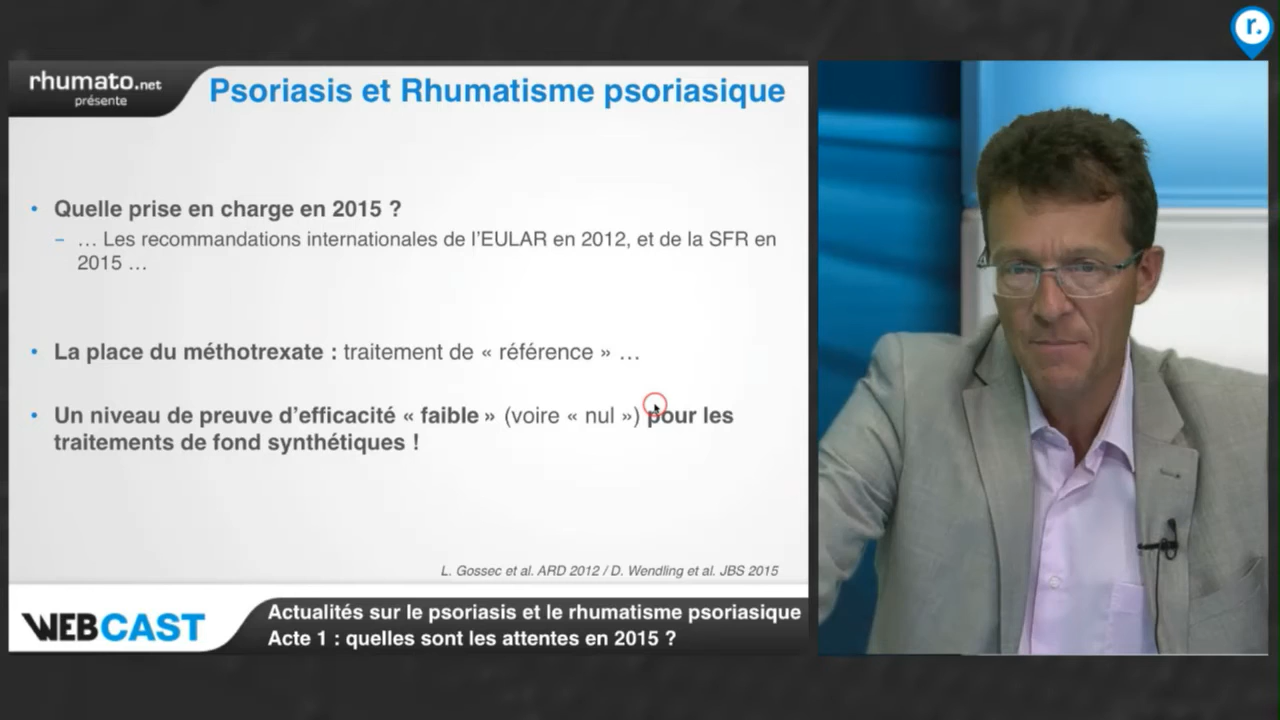 r.
rhumato.net
présente
Psoriasis et Rhumatisme psoriasique
• Quelle prise en charge en 2015 ?
– … Les recommandations internationales de l’EULAR en 2012, et de la SFR en
2015 …
• La place du méthotrexate : traitement de « référence » …
• Un niveau de preuve d’efficacité « faible » (voire « nul ») pour les
traitements de fond synthétiques !
L. Gossec et al. ARD 2012 / D. Wendling et al. JBS 2015
WEBCAST
Actualités sur le psoriasis et le rhumatisme psoriasique
Acte 1 : quelles sont les attentes en 2015 ?